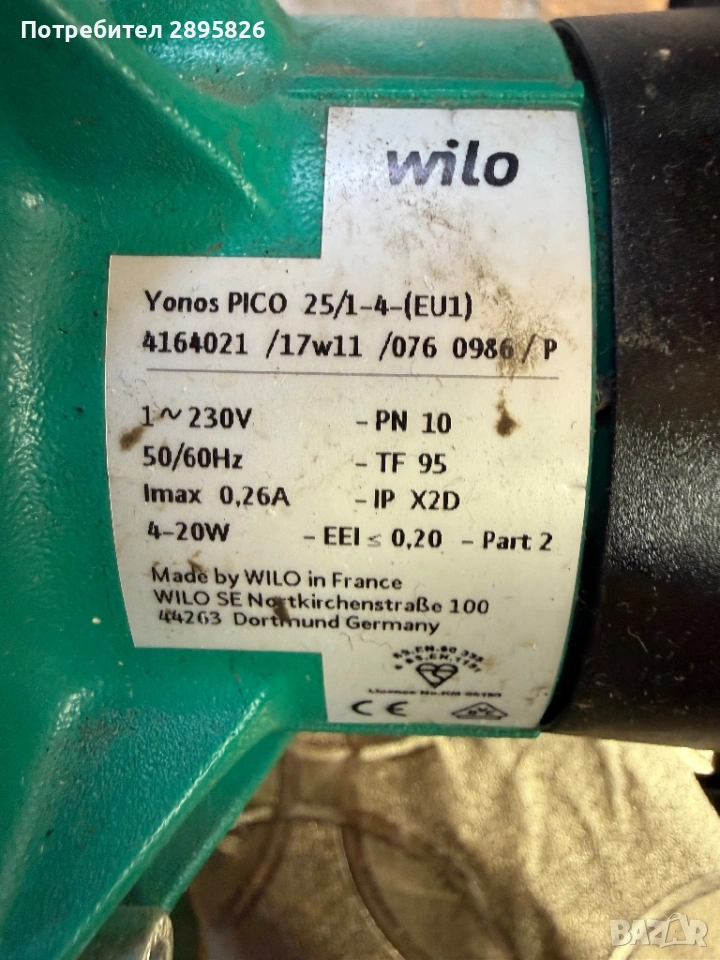 Потребител 2895826
wilo
Yonos PICO 25/1-4-(EU1)
4164021 /17w11 /076 0986 / P
1~230V - PN 10
50/60Hz - TF 95
Imax 0,26A - IP X2D
4-20W - EEI ≤ 0,20 - Part 2
Made by WILO in France
WILO SE Nortkirchenstraße 100
44263 Dortmund Germany
CE
BAZAR